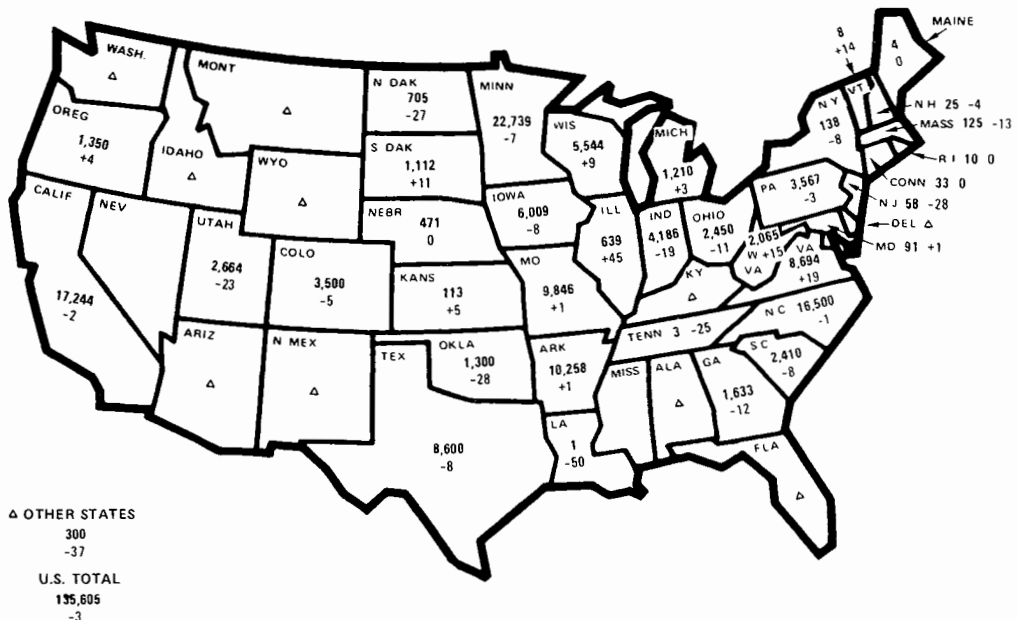 WASH.
△
OREG
1,350
+4
CALIF
17,244
-2
NEV
IDAHO
△
MONT
△
WYO
△
UTAH
2,664
-23
COLO
3,500
-5
ARIZ
△
N MEX
△
N DAK
705
-27
S DAK
1,112
+11
NEBR
471
0
KANS
113
+5
OKLA
1,300
-28
TEX
8,600
-8
MINN
22,739
-7
IOWA
6,009
-8
MO
9,846
+1
ARK
10,258
+1
LA
1
-50
WIS
5,544
+9
ILL
639
+45
MICH
1,210
+3
IND
4,186
-19
OHIO
2,450
-11
KY
△
TENN 3 -25
MISS
ALA
△
GA
1,633
-12
FLA
△
S C
2,410
-8
N C 16,500
-1
VA
8,694
+19
2,065
W +15
VA
PA 3,567
-3
N Y
138
-8
VT
8
+14
MAINE
4
0
N H 25 -4
MASS 125 -13
R I 10 0
CONN 33 0
N J 58 -28
DEL △
MD 91 +1
△ OTHER STATES
300
-37
U.S. TOTAL
135,605
-3